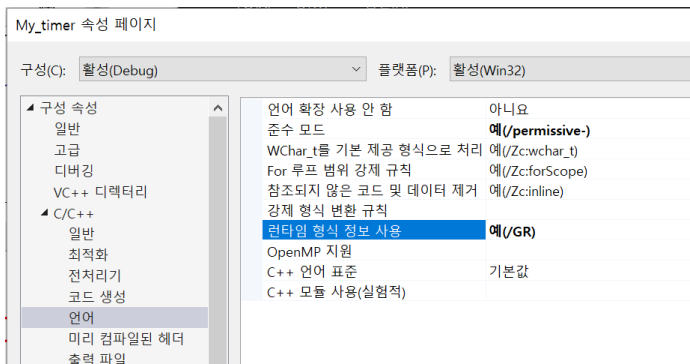 My_timer 속성 페이지
구성(C): 활성(Debug) 플랫폼(P): 활성(Win32)
구성 속성
일반
고급
디버깅
VC++ 디렉터리
C/C++
일반
최적화
전처리기
코드 생성
언어
미리 컴파일된 헤더
출력 파일
언어 확장 사용 안 함 아니요
준수 모드 예(/permissive-)
WChar_t를 기본 제공 형식으로 처리 예(/Zc:wchar_t)
For 루프 범위 강제 규칙 예(/Zc:forScope)
참조되지 않은 코드 및 데이터 제거 예(/Zc:inline)
강제 형식 변환 규칙
런타임 형식 정보 사용 예(/GR)
OpenMP 지원
C++ 언어 표준 기본값
C++ 모듈 사용(실험적)